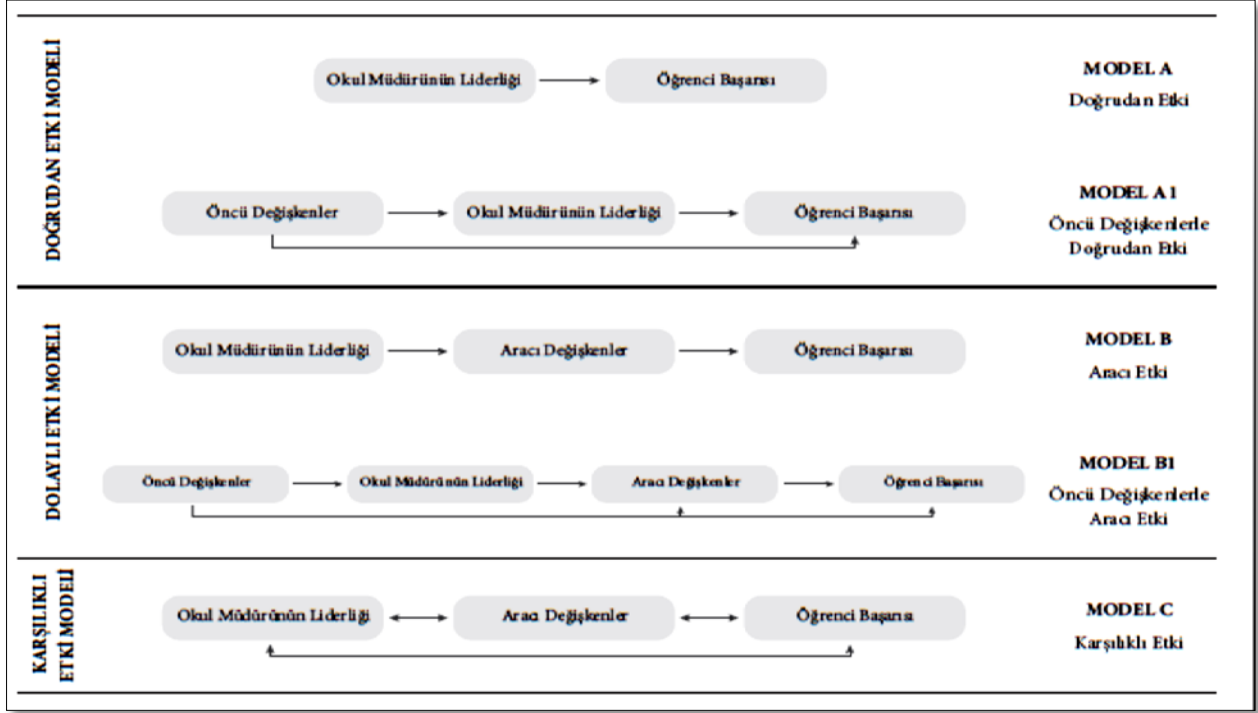 DOĞRUDAN ETKİ MODELİ
Okul Müdürünün Liderliği
Öğrenci Başarısı
MODEL A
Doğrudan Etki
Öncü Değişkenler
Okul Müdürünün Liderliği
Öğrenci Başarısı
MODEL A1
Öncü Değişkenlerle
Doğrudan Etki
DOLAYLI ETKİ MODELİ
Okul Müdürünün Liderliği
Aracı Değişkenler
Öğrenci Başarısı
MODEL B
Aracı Etki
Öncü Değişkenler
Okul Müdürünün Liderliği
Aracı Değişkenler
Öğrenci Başarısı
MODEL B1
Öncü Değişkenlerle
Aracı Etki
KARŞILIKLI
ETKİ MODELİ
Okul Müdürünün Liderliği
Aracı Değişkenler
Öğrenci Başarısı
MODEL C
Karşılıklı Etki